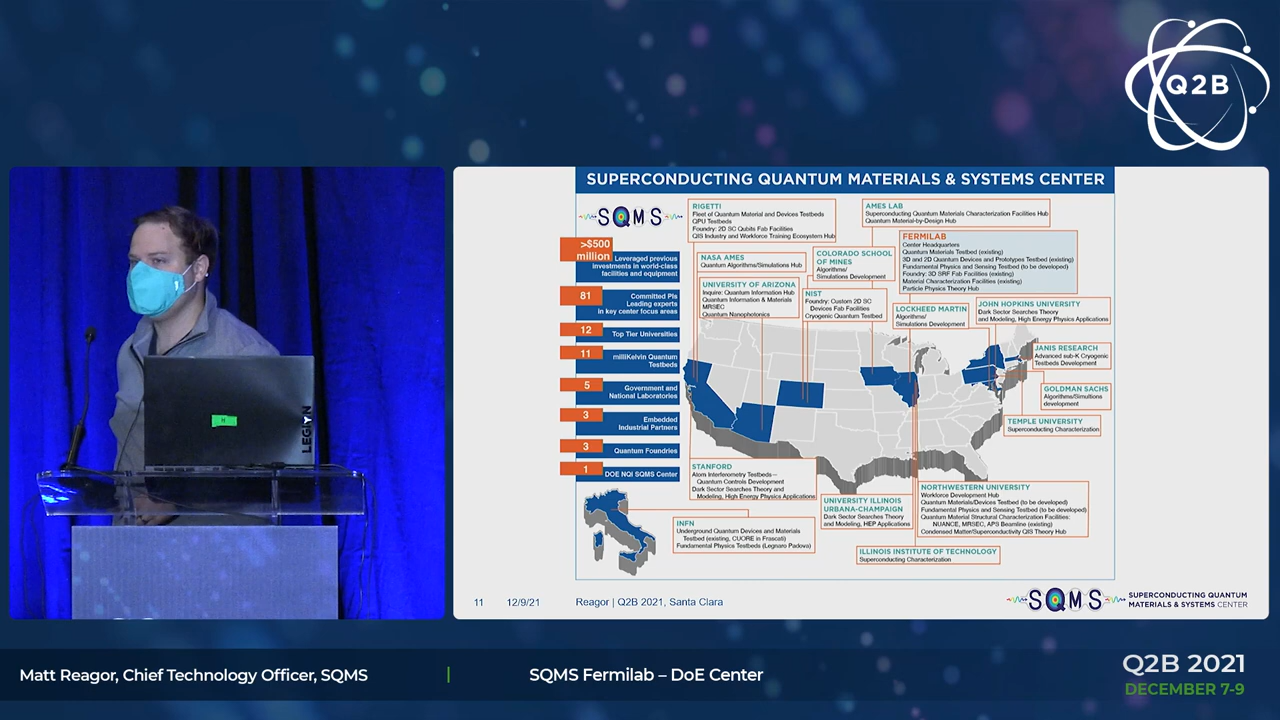 Q2B
SUPERCONDUCTING QUANTUM MATERIALS & SYSTEMS CENTER
SQMS
>$500
million
Leveraged previous
investments in world-class
facilities and equipment
81
Committed PIs
Leading experts
in key center focus areas
12
Top Tier Universities
11
milliKelvin Quantum
Testbeds
5
Government and
National Laboratories
3
Embedded
Industrial Partners
3
Quantum Foundries
1
DOE NQI SQMS Center
RIGETTI
Fleet of Quantum Material and Devices Testbeds
QPU Testbeds
Foundry: 2D SC Qubits Fab Facilities
QIS Industry and Workforce Training Ecosystem Hub
AMES LAB
Superconducting Quantum Materials Characterization Facilities Hub
Quantum Material-by-Design Hub
NASA AMES
Quantum Algorithms/Simulations Hub
COLORADO SCHOOL
OF MINES
Algorithms/
Simulations Development
FERMILAB
Center Headquarters
Quantum Materials Testbed (existing)
3D and 2D Quantum Devices and Prototypes Testbed (existing)
Fundamental Physics and Sensing Testbed (to be developed)
Foundry: 3D SRF Fab Facilities (existing)
Material Characterization Facilities (existing)
Particle Physics Theory Hub
UNIVERSITY OF ARIZONA
Inquire: Quantum Information Hub
Quantum Information & Materials
MRSEC
Quantum Nanophotonics
NIST
Foundry: Custom 2D SC
Devices Fab Facilities
Cryogenic Quantum Testbed
LOCKHEED MARTIN
Algorithms/
Simulations Development
JOHN HOPKINS UNIVERSITY
Dark Sector Searches Theory
and Modeling, High Energy Physics Applications
JANIS RESEARCH
Advanced sub-K Cryogenic
Testbeds Development
GOLDMAN SACHS
Algorithms/Simultions
development
TEMPLE UNIVERSITY
Superconducting Characterization
STANFORD
Atom Interferometry Testbeds—
Quantum Controls Development
Dark Sector Searches Theory and
Modeling, High Energy Physics Applications
UNIVERSITY ILLINOIS
URBANA-CHAMPAIGN
Dark Sector Searches Theory
and Modeling, HEP Applications
NORTHWESTERN UNIVERSITY
Workforce Development Hub
Quantum Materials/Devices Testbed (to be developed)
Fundamental Physics and Sensing Testbed (to be developed)
Quantum Material Structural Characterization Facilities:
NUANCE, MRSEC, APS Beamline (existing)
Condensed Matter/Superconductivity QIS Theory Hub
INFN
Underground Quantum Devices and Materials
Testbed (existing, CUORE in Frascati)
Fundamental Physics Testbeds (Legnaro Padova)
ILLINOIS INSTITUTE OF TECHNOLOGY
Superconducting Characterization
LEGION
11 12/9/21 Reagor | Q2B 2021, Santa Clara
SQMS
SUPERCONDUCTING QUANTUM
MATERIALS & SYSTEMS CENTER
Matt Reagor, Chief Technology Officer, SQMS
SQMS Fermilab – DoE Center
Q2B 2021
DECEMBER 7-9